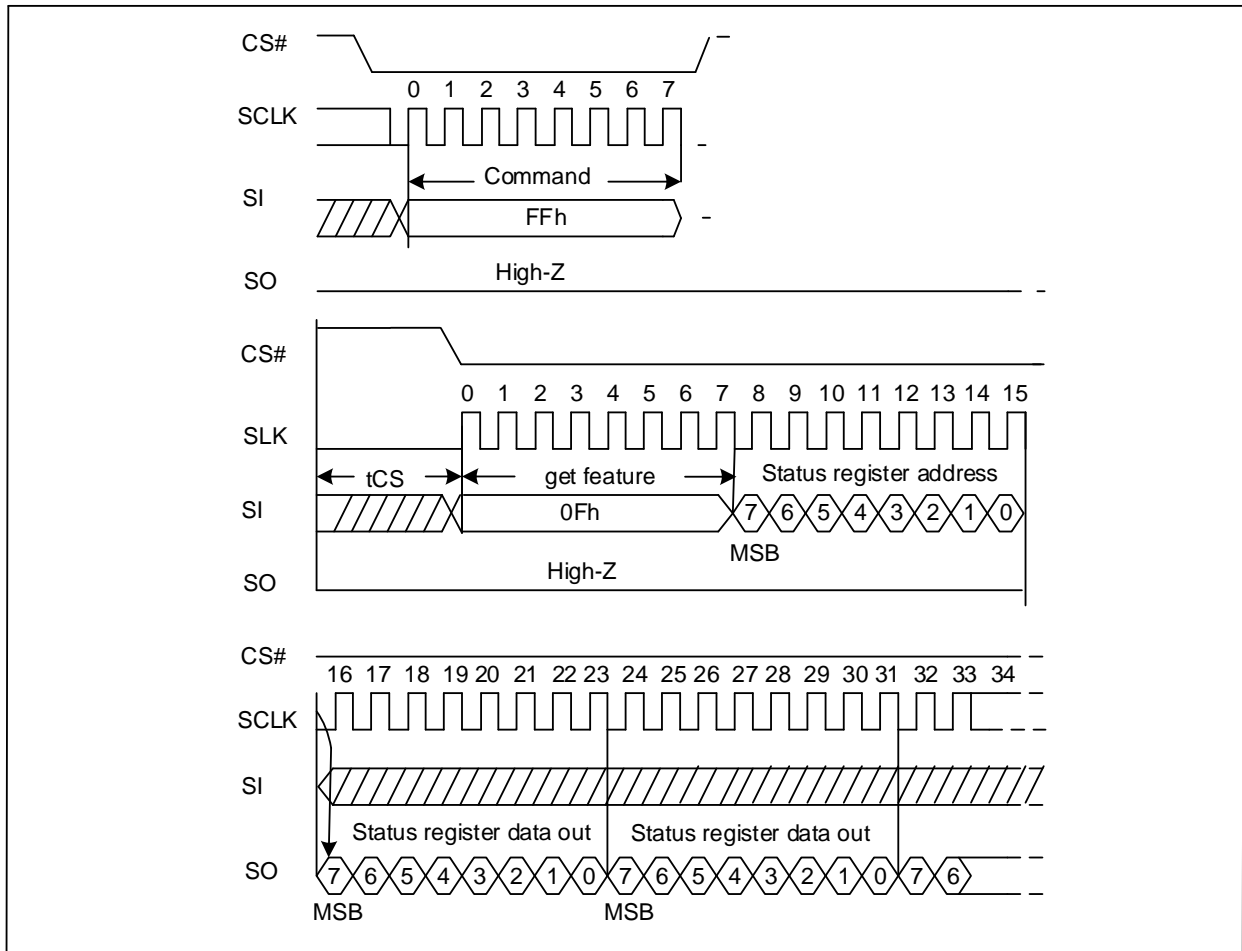 CS#
0 1 2 3 4 5 6 7
SCLK
Command
SI
FFh
High-Z
SO
CS#
0 1 2 3 4 5 6 7 8 9 10 11 12 13 14 15
SLK
tCS get feature Status register address
SI
0Fh 7 6 5 4 3 2 1 0
MSB
High-Z
SO
CS#
16 17 18 19 20 21 22 23 24 25 26 27 28 29 30 31 32 33 34
SCLK
SI
Status register data out Status register data out
SO 7 6 5 4 3 2 1 0 7 6 5 4 3 2 1 0 7 6
MSB MSB